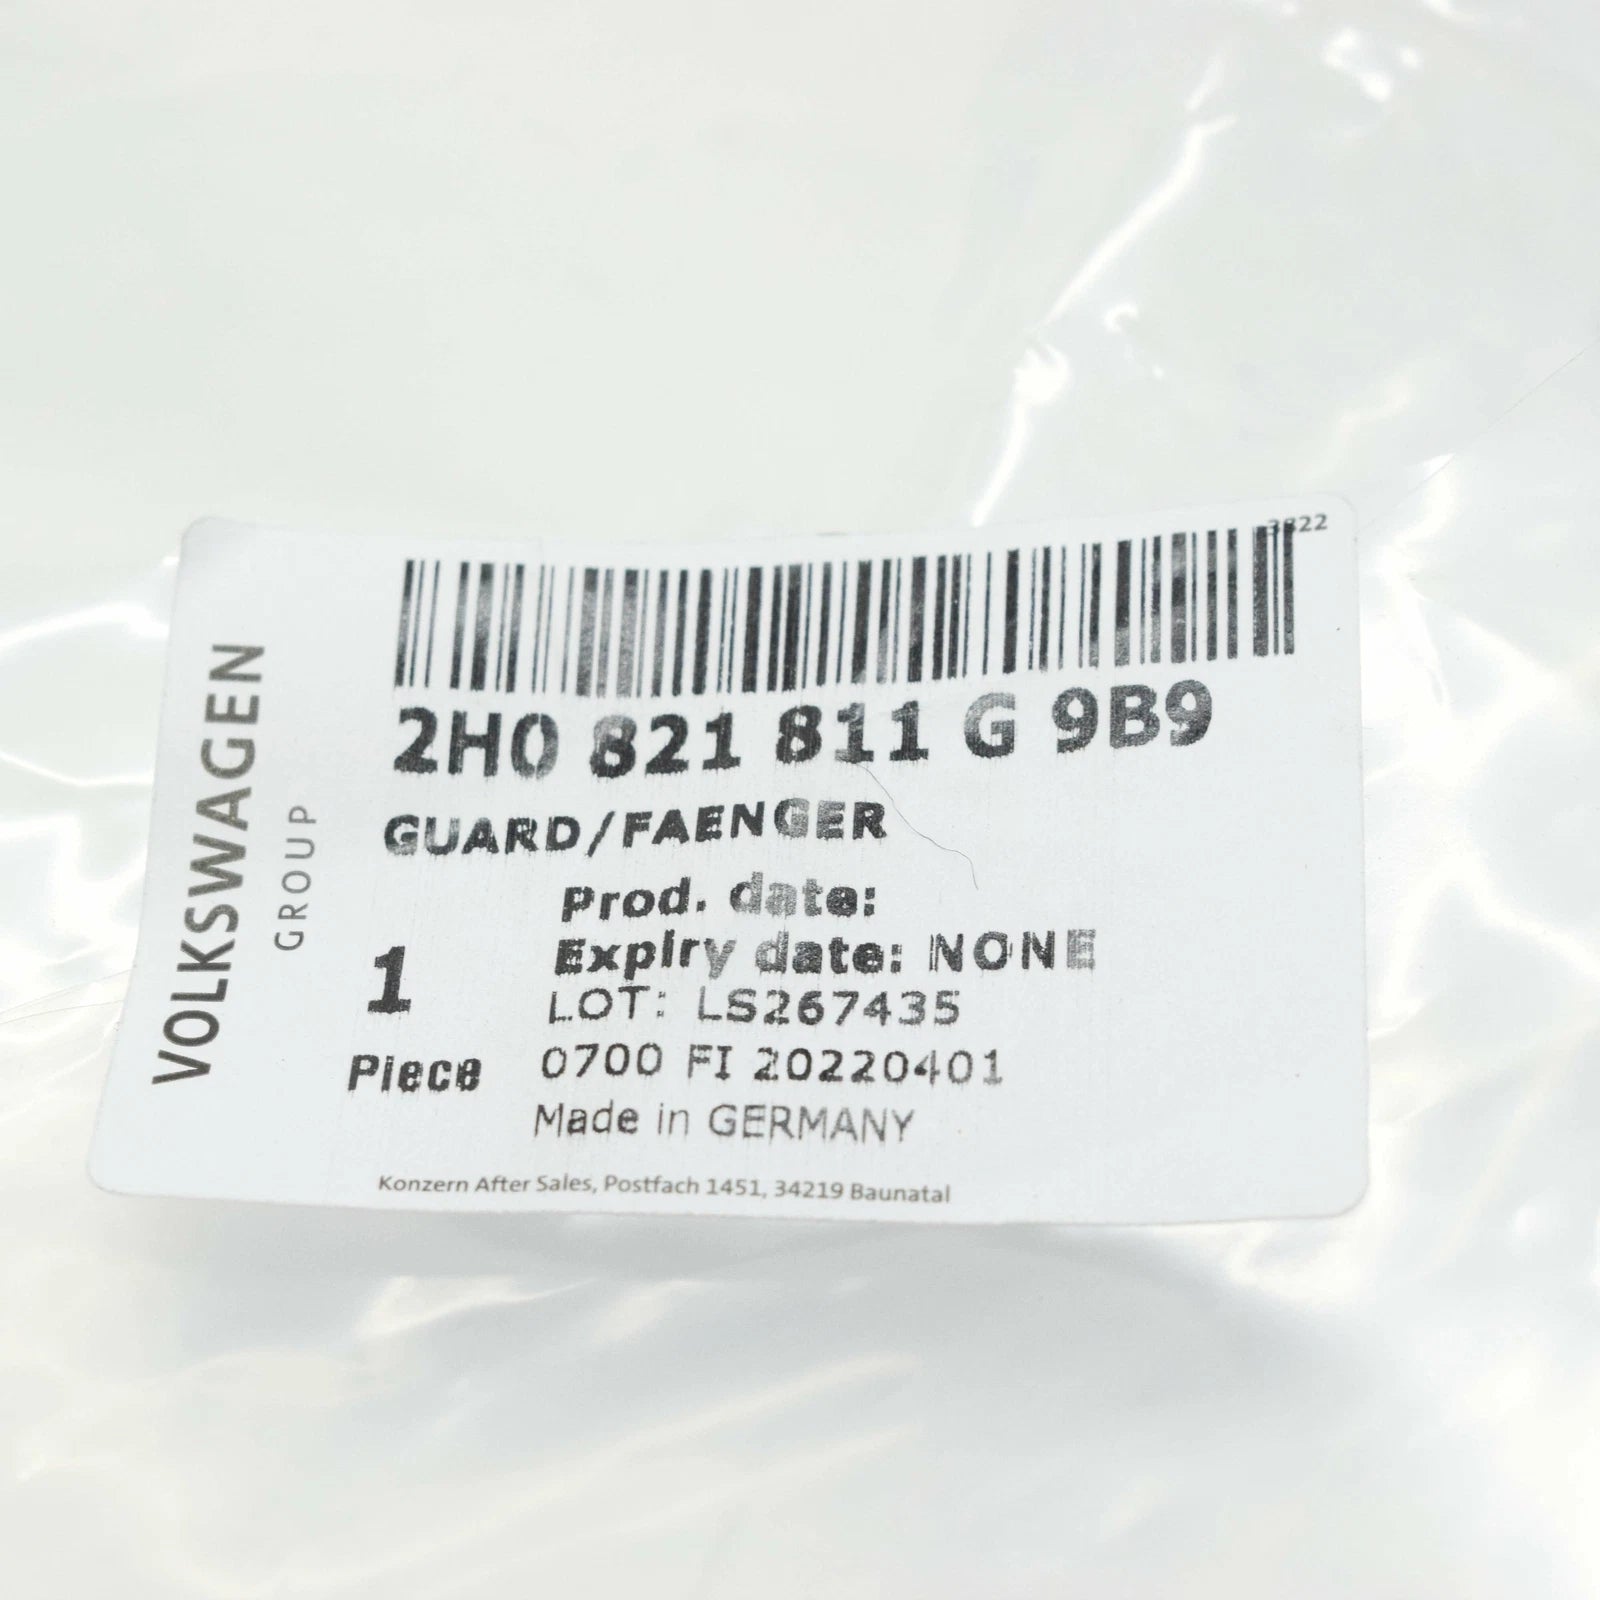 VOLKSWAGEN
GROUP
2H0 821 811 G 9B9
GUARD/FAENGER
Prod. date:
Expiry date: NONE
1
LOT: LS267435
Piece
0700 FI 20220401
Made in GERMANY
Konzern After Sales, Postfach 1451, 34219 Baunatal